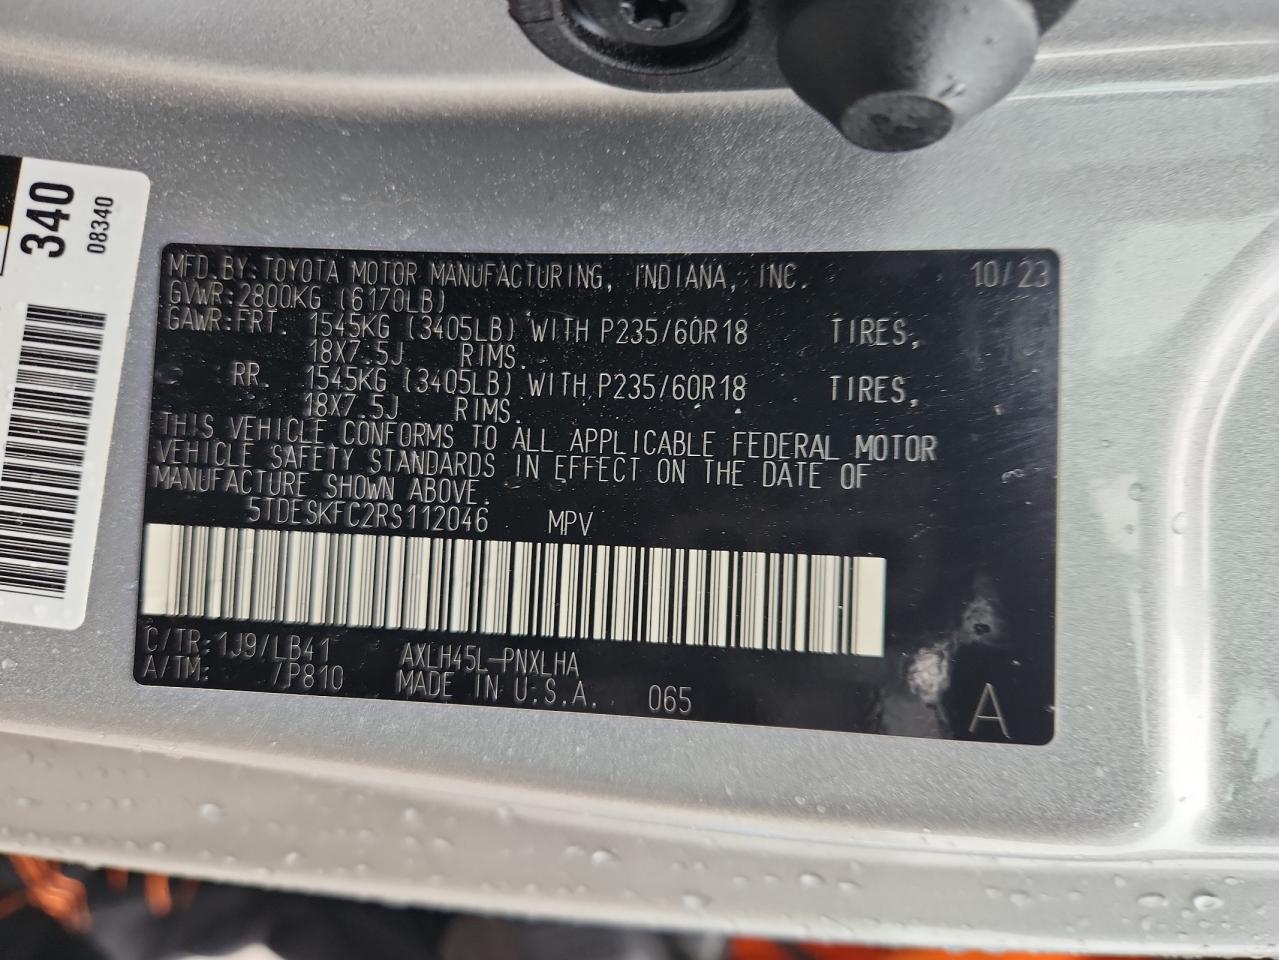 340
08340
MFD.BY:TOYOTA MOTOR MANUFACTURING, INDIANA, INC. 10/23
GVWR:2800KG (6170LB)
GAWR:FRT. 1545KG (3405LB) WITH P235/60R18 TIRES,
18X7.5J RIMS.
RR. 1545KG (3405LB) WITH P235/60R18 TIRES,
18X7.5J RIMS.
THIS VEHICLE CONFORMS TO ALL APPLICABLE FEDERAL MOTOR
VEHICLE SAFETY STANDARDS IN EFFECT ON THE DATE OF
MANUFACTURE SHOWN ABOVE.
5TDESKFC2RS112046 MPV
C/TR:1J9/LB41 AXLH45L-PNXLHA
A/TM: /P810 MADE IN U.S.A. 065 A